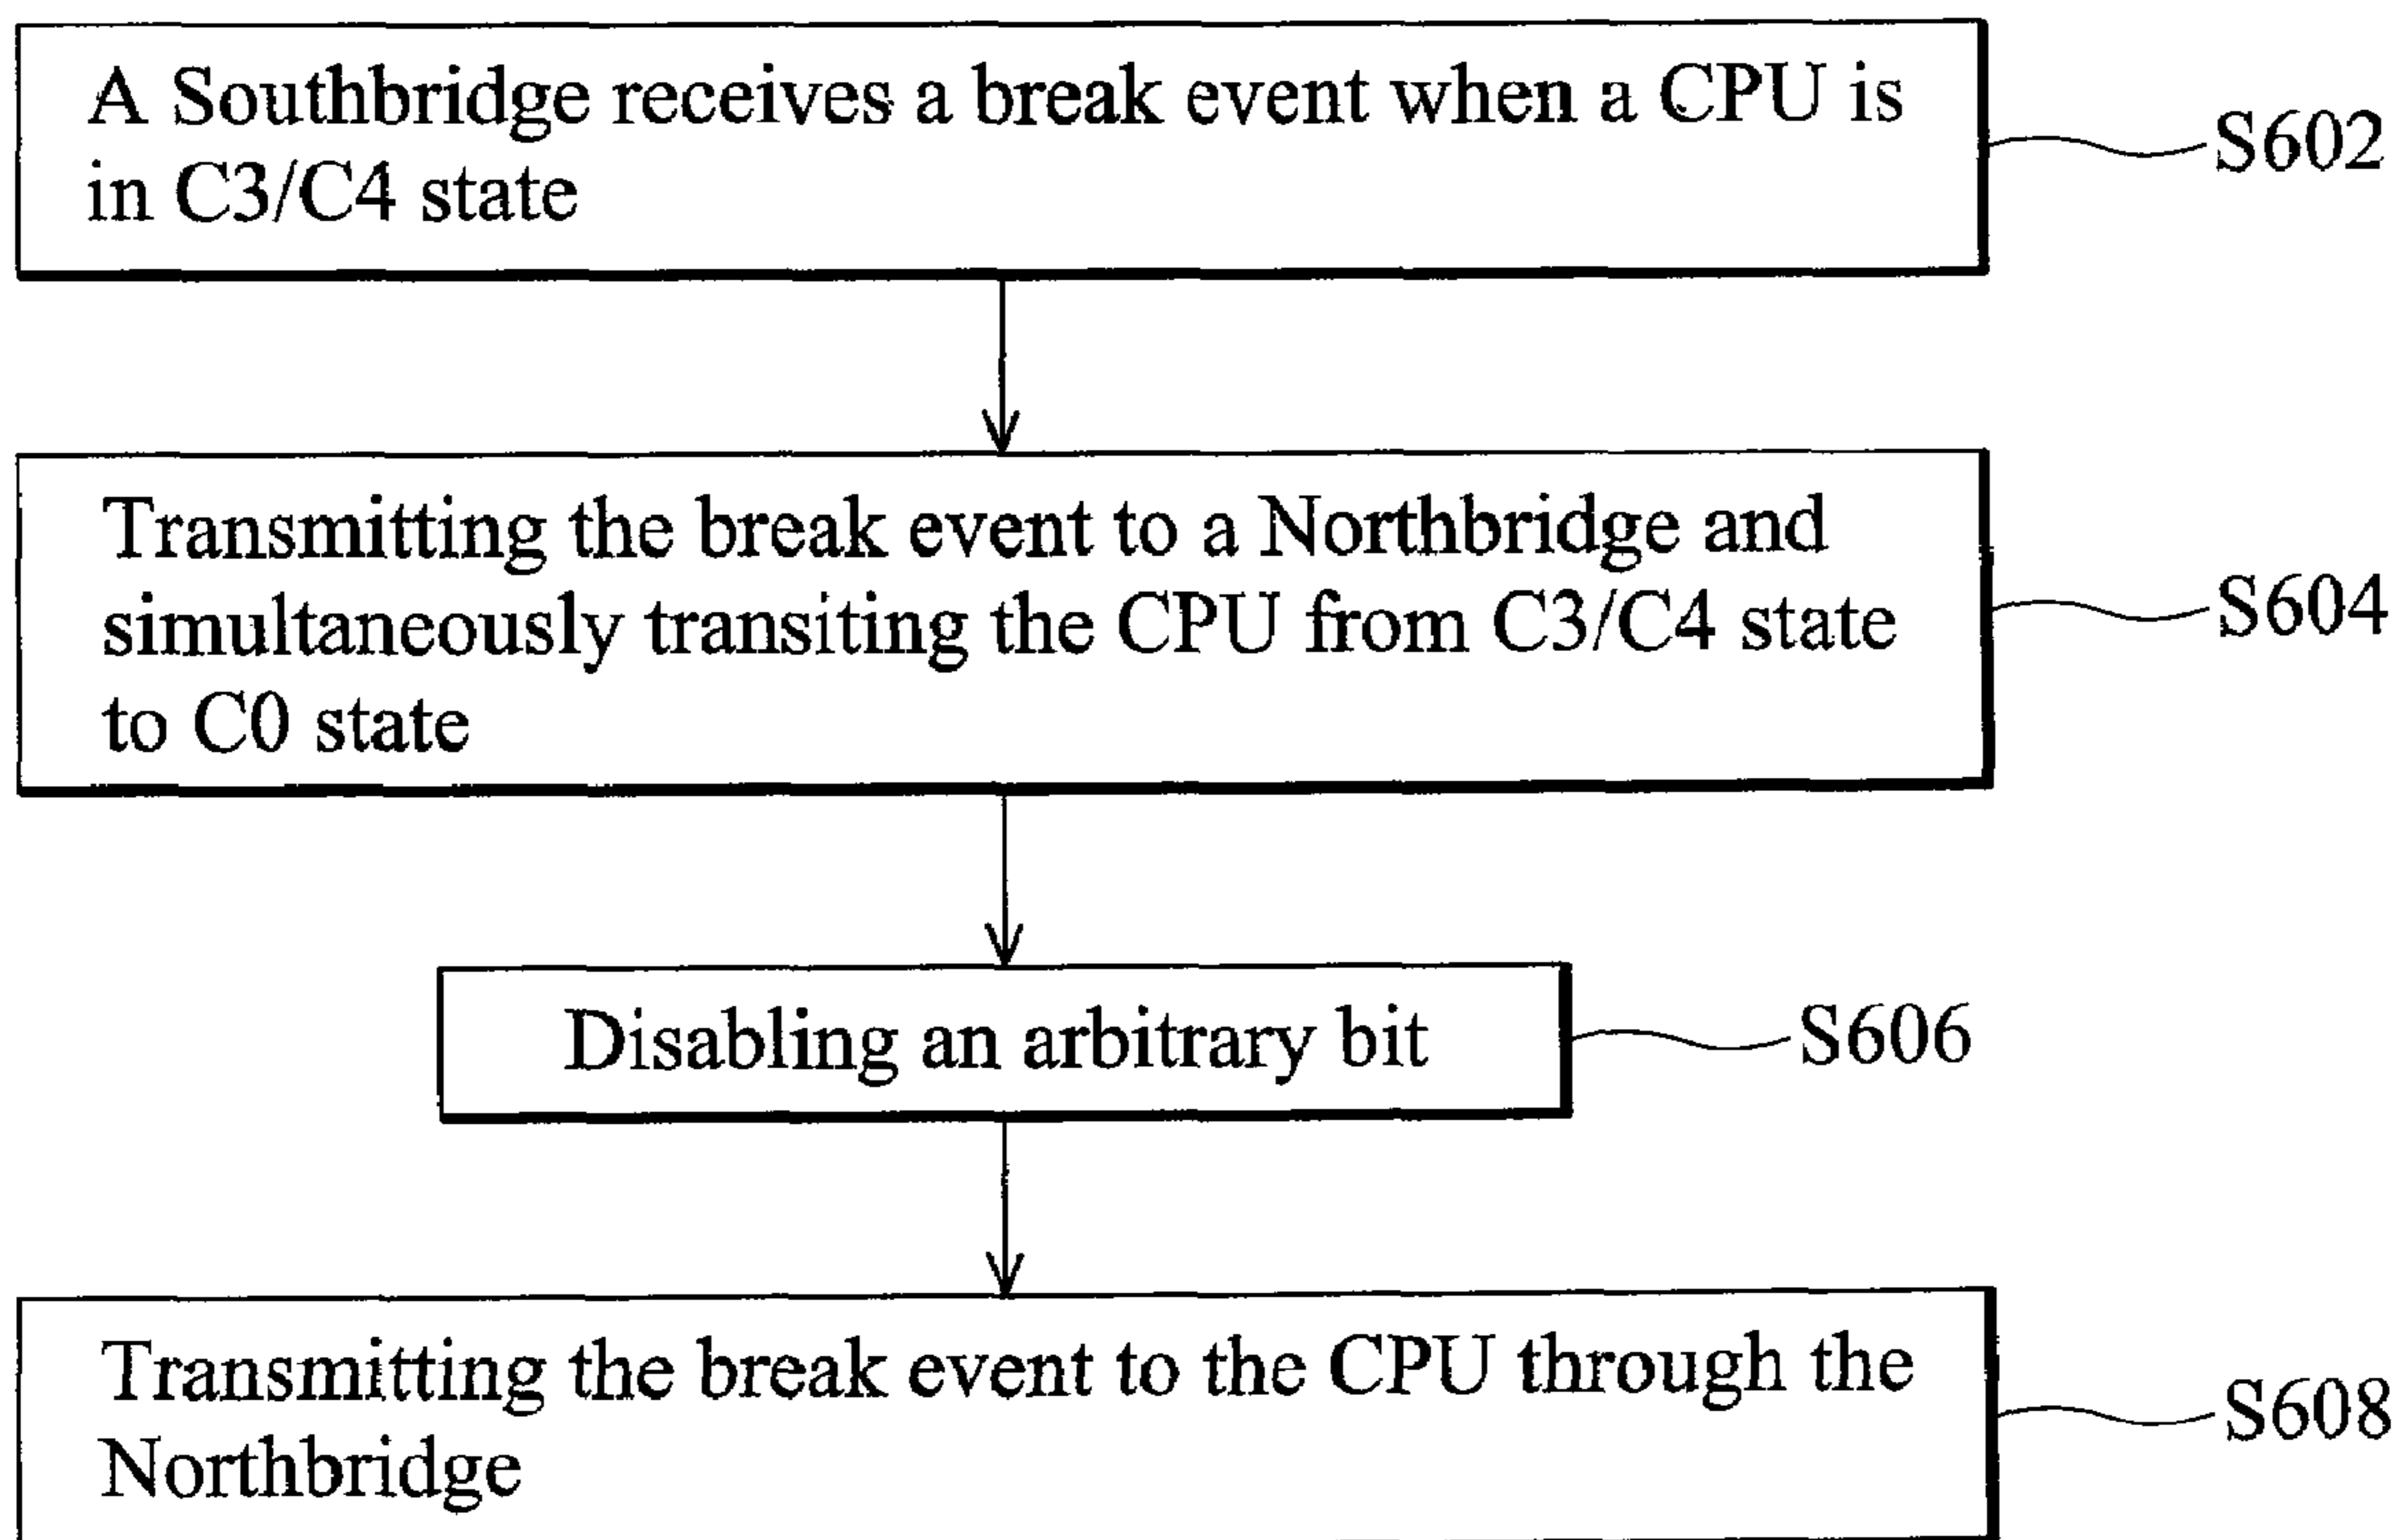 A Southbridge receives a break event when a CPU is
in C3/C4 state
S602
Transmitting the break event to a Northbridge and
simultaneously transiting the CPU from C3/C4 state
to C0 state
S604
Disabling an arbitrary bit
S606
Transmitting the break event to the CPU through the
Northbridge
S608